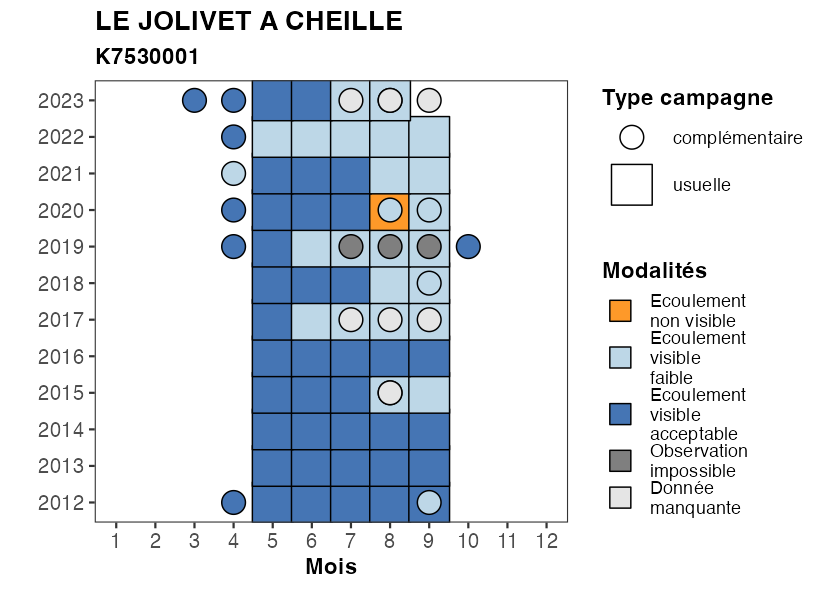 LE JOLIVET A CHEILLE
K7530001
2023
2022
2021
2020
2019
2018
2017
2016
2015
2014
2013
2012
1 2 3 4 5 6 7 8 9 10 11 12
Mois
Type campagne
complémentaire
usuelle
Modalités
Ecoulement
non visible
Ecoulement
visible
faible
Ecoulement
visible
acceptable
Observation
impossible
Donnée
manquante